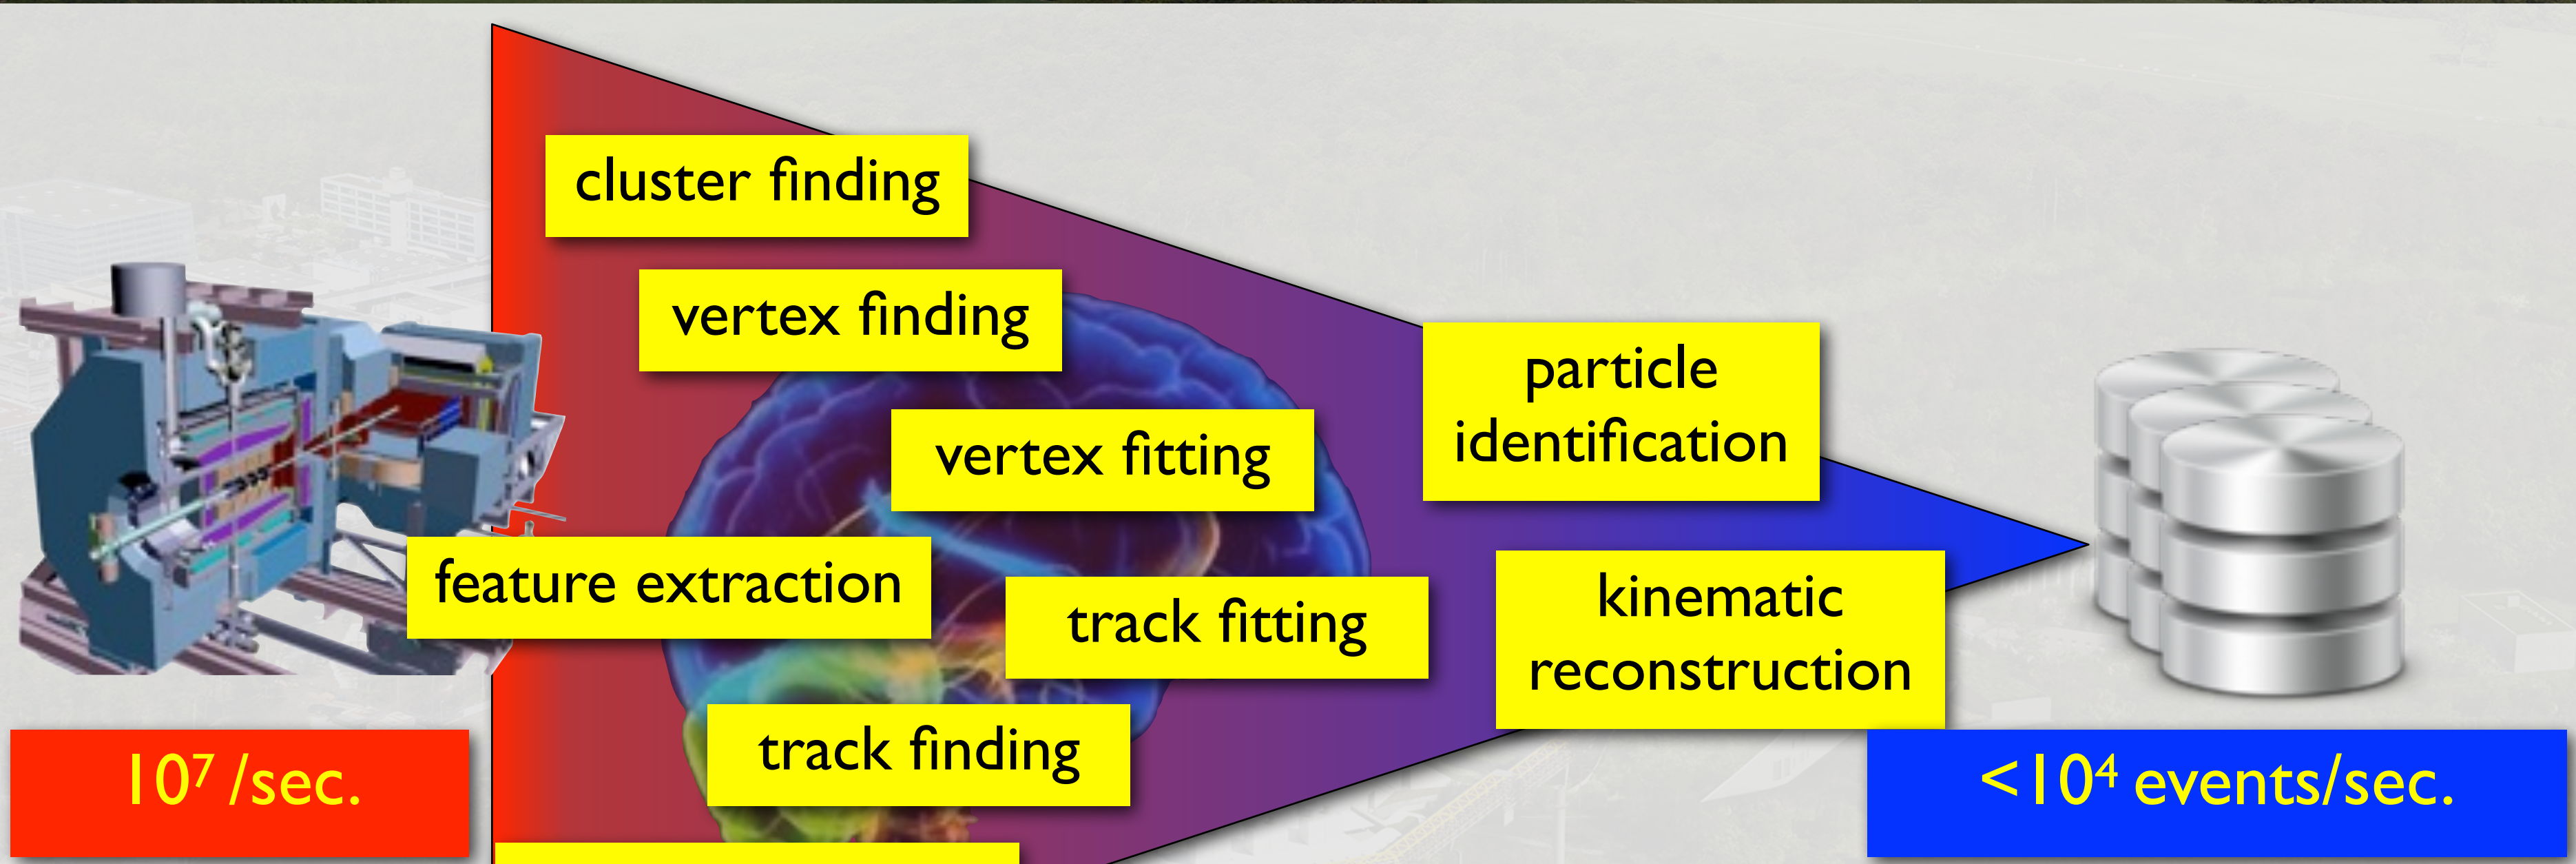 cluster finding
vertex finding
particle
identification
vertex fitting
feature extraction
track fitting
kinematic
reconstruction
track finding
10⁷ /sec.
<10⁴ events/sec.